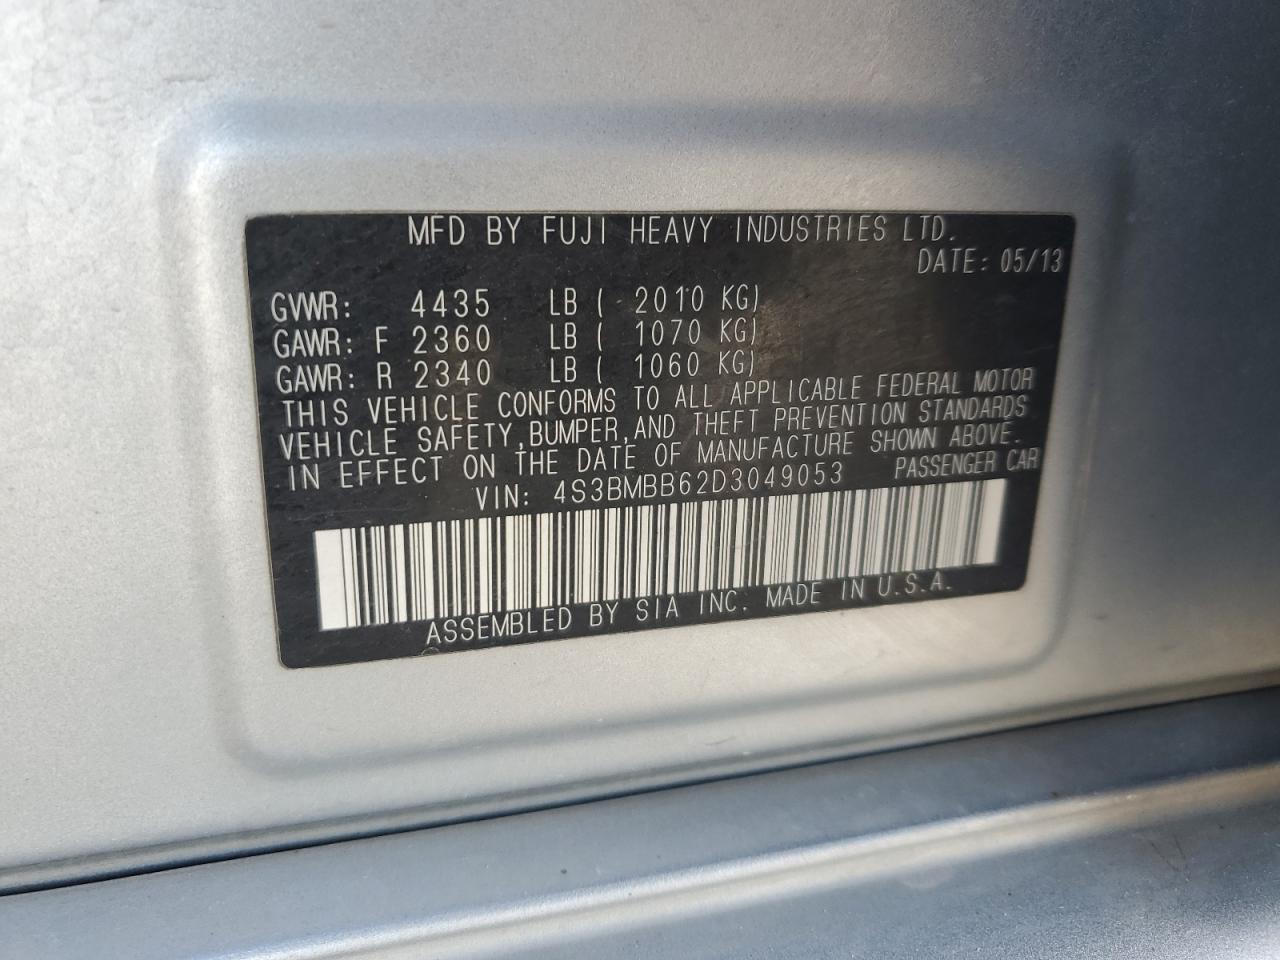 MFD BY FUJI HEAVY INDUSTRIES LTD.
DATE: 05/13
GVWR: 4435 LB ( 2010 KG)
GAWR: F 2360 LB ( 1070 KG)
GAWR: R 2340 LB ( 1060 KG)
THIS VEHICLE CONFORMS TO ALL APPLICABLE FEDERAL MOTOR
VEHICLE SAFETY, BUMPER, AND THEFT PREVENTION STANDARDS
IN EFFECT ON THE DATE OF MANUFACTURE SHOWN ABOVE.
VIN: 4S3BMBB62D3049053 PASSENGER CAR
ASSEMBLED BY SIA INC. MADE IN U.S.A.